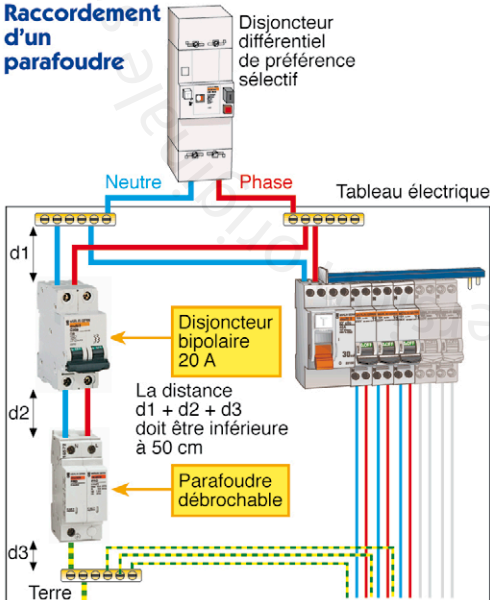 Raccordement
d'un
parafoudre
Disjoncteur
différentiel
de préférence
sélectif
Neutre
Phase
Tableau électrique
d1
Disjoncteur
bipolaire
20 A
30
d2
La distance
d1 + d2 + d3
doit être inférieure
à 50 cm
Parafoudre
débrochable
d3
Terre